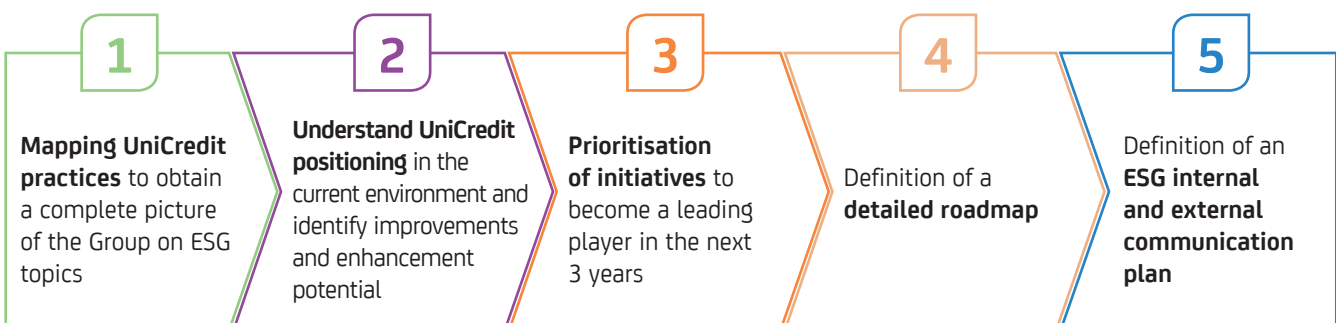 1
Mapping UniCredit
practices to obtain
a complete picture
of the Group on ESG
topics
2
Understand UniCredit
positioning in the
current environment and
identify improvements
and enhancement
potential
3
Prioritisation
of initiatives to
become a leading
player in the next
3 years
4
Definition of a
detailed roadmap
5
Definition of an
ESG internal
and external
communication
plan